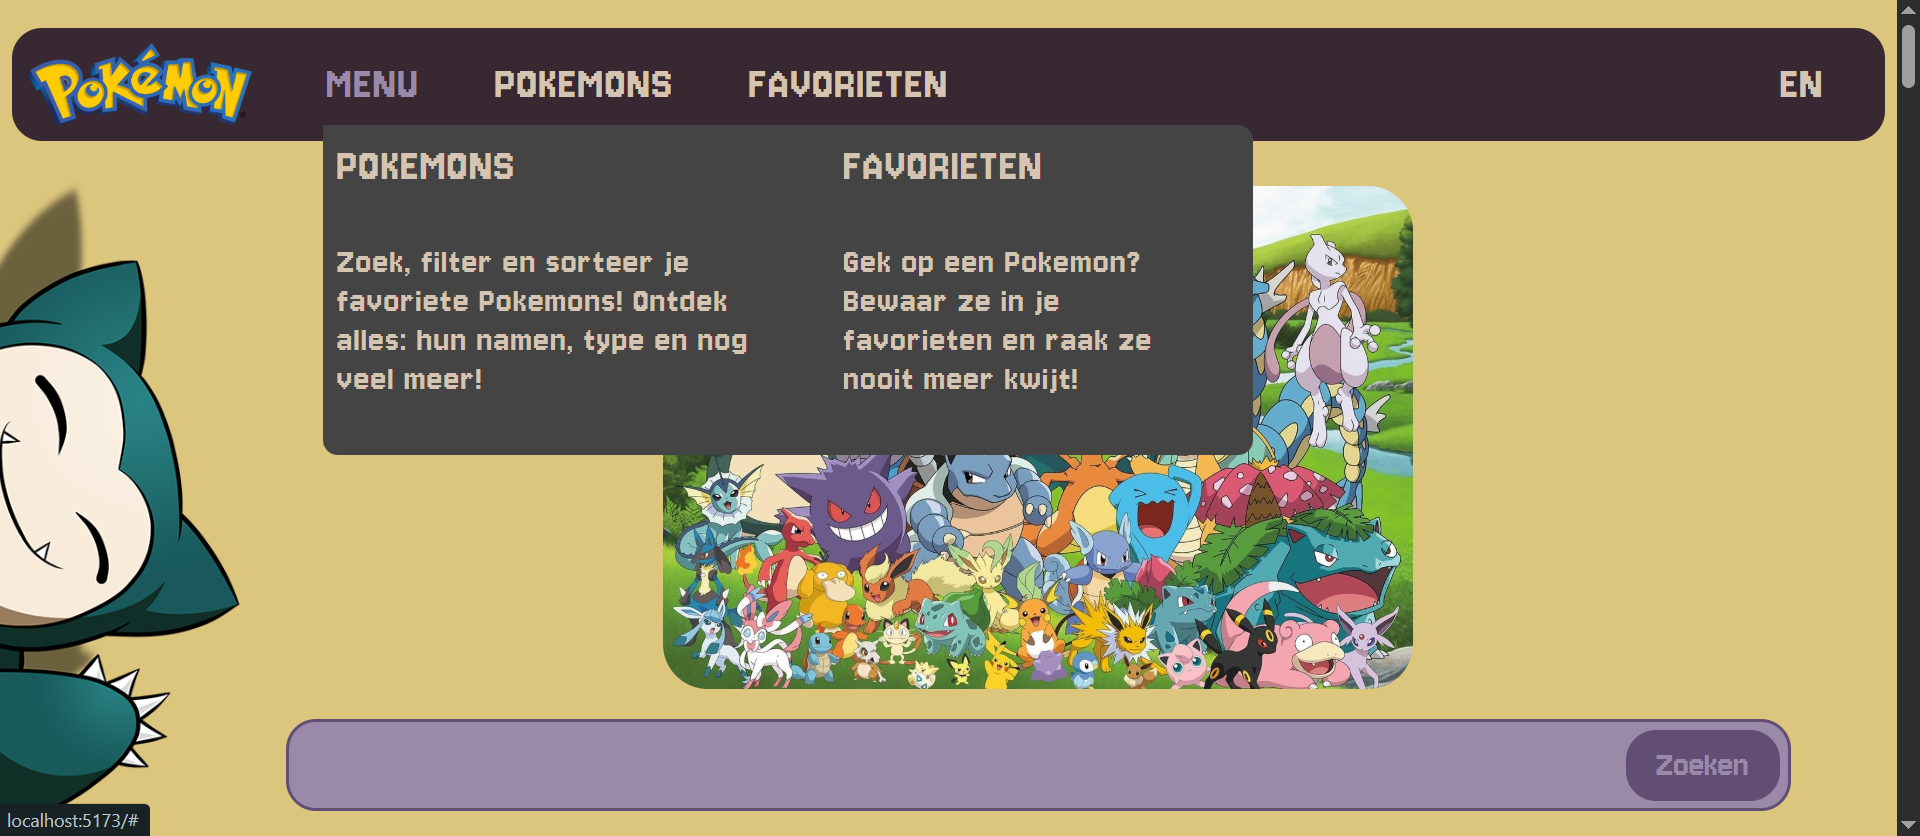 Pokémon
MENU
POKEMONS
FAVORIETEN
EN
POKEMONS
Zoek, filter en sorteer je
favoriete Pokemons! Ontdek
alles: hun namen, type en nog
veel meer!
FAVORIETEN
Gek op een Pokemon?
Bewaar ze in je
favorieten en raak ze
nooit meer kwijt!
Zoeken
localhost:5173/#